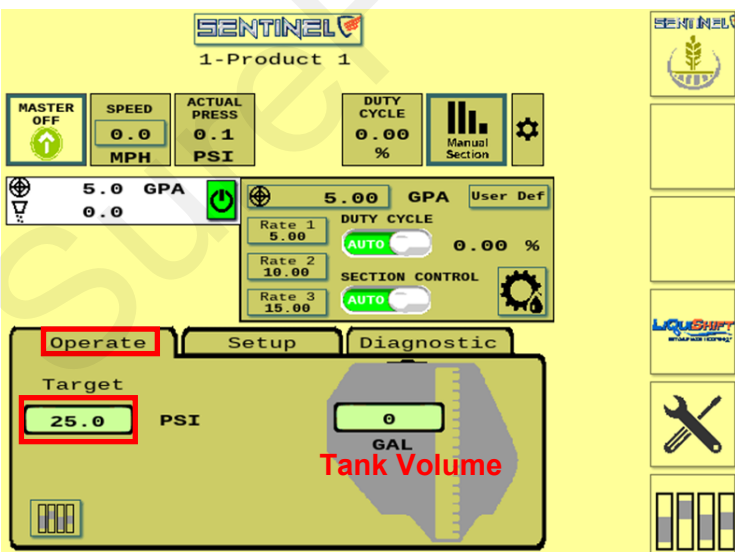 SENTINEL
1-Product 1
SENTINEL
MASTER OFF
SPEED
0.0
MPH
ACTUAL PRESS
0.1
PSI
DUTY CYCLE
0.00
%
Manual Section
5.0 GPA
0.0
5.00 GPA
User Def
Rate 1
5.00
DUTY CYCLE
AUTO
0.00 %
Rate 2
10.00
SECTION CONTROL
Rate 3
15.00
AUTO
LiQuiShift
Operate
Setup
Diagnostic
Target
25.0 PSI
0
GAL
Tank Volume